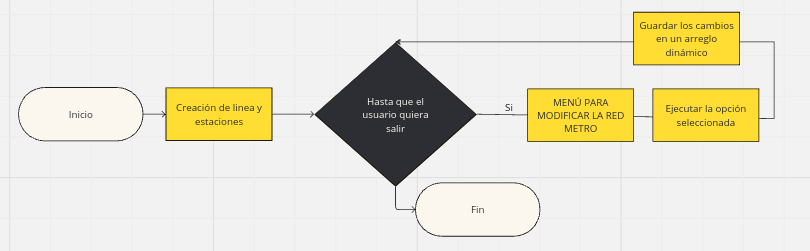 Inicio
Creación de linea y
estaciones
Hasta que el
usuario quiera
salir
Si
MENÚ PARA
MODIFICAR LA RED
METRO
Ejecutar la opción
seleccionada
Guardar los cambios
en un arreglo
dinámico
Fin